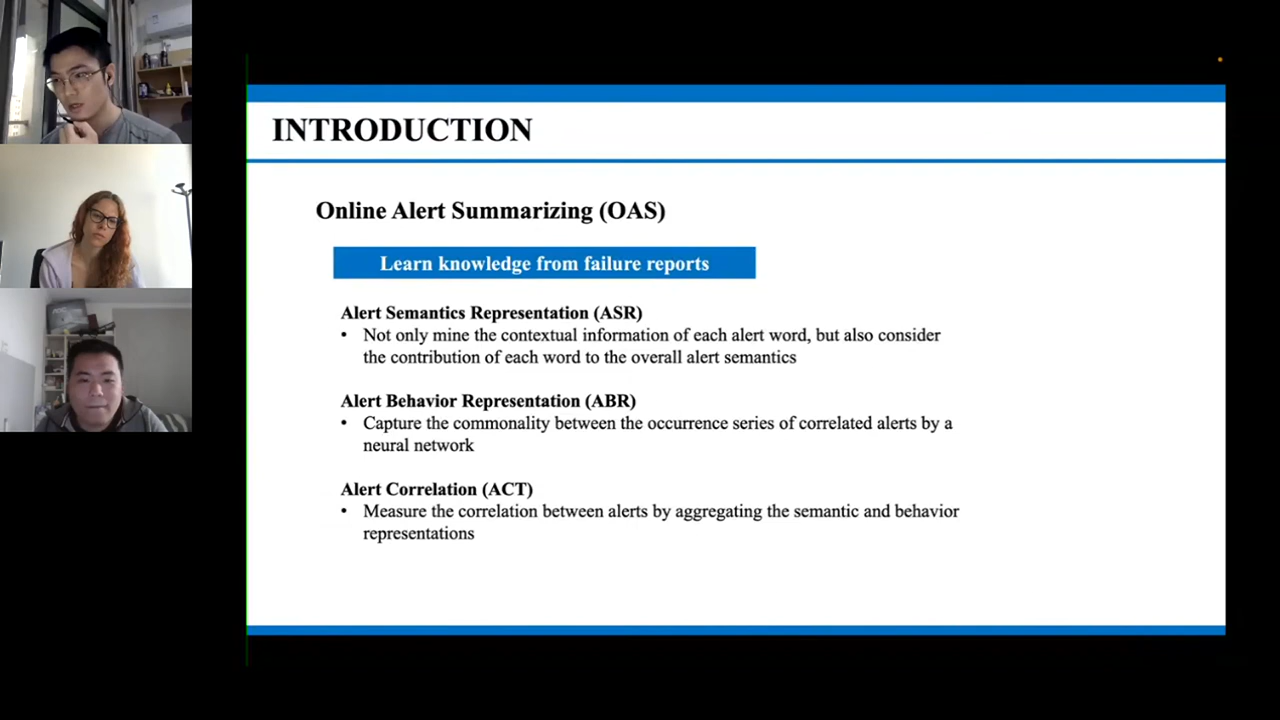 INTRODUCTION
Online Alert Summarizing (OAS)
Learn knowledge from failure reports
Alert Semantics Representation (ASR)
• Not only mine the contextual information of each alert word, but also consider
the contribution of each word to the overall alert semantics
Alert Behavior Representation (ABR)
• Capture the commonality between the occurrence series of correlated alerts by a
neural network
Alert Correlation (ACT)
• Measure the correlation between alerts by aggregating the semantic and behavior
representations